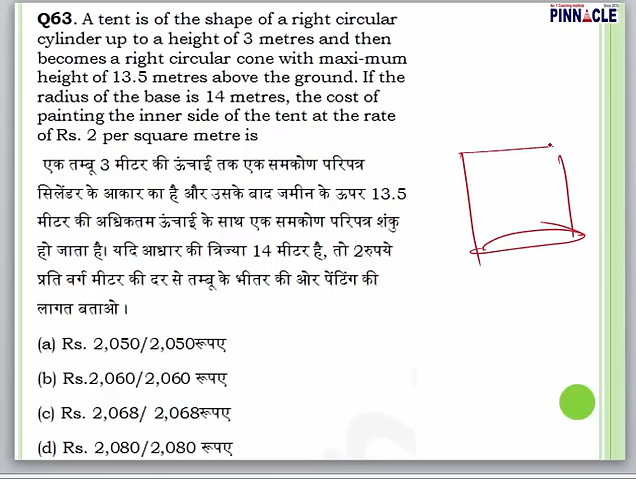 No. 1 Coaching Institute Since 2010
PINNACLE
Q63. A tent is of the shape of a right circular
cylinder up to a height of 3 metres and then
becomes a right circular cone with maxi-mum
height of 13.5 metres above the ground. If the
radius of the base is 14 metres, the cost of
painting the inner side of the tent at the rate
of Rs. 2 per square metre is
एक तम्बू 3 मीटर की ऊंचाई तक एक समकोण परिपत्र
सिलेंडर के आकार का है और उसके बाद जमीन के ऊपर 13.5
मीटर की अधिकतम ऊंचाई के साथ एक समकोण परिपत्र शंकु
हो जाता है। यदि आधार की त्रिज्या 14 मीटर है, तो 2रुपये
प्रति वर्ग मीटर की दर से तम्बू के भीतर की ओर पेंटिंग की
लागत बताओ ।
(a) Rs. 2,050/2,050रूपए
(b) Rs.2,060/2,060 रूपए
(c) Rs. 2,068/ 2,068रूपए
(d) Rs. 2,080/2,080 रूपए